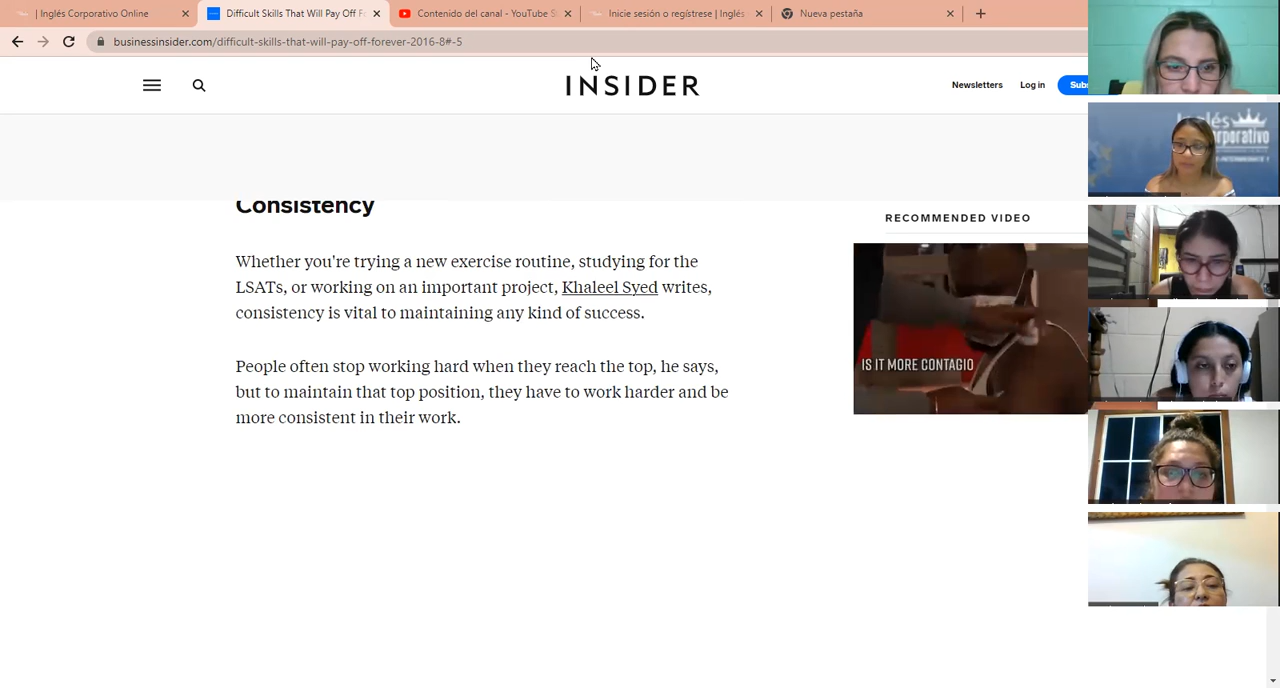 | Inglés Corporativo Online
Difficult Skills That Will Pay Off F
Contenido del canal - YouTube S
Inicie sesión o regístrese | Inglés
Nueva pestaña
businessinsider.com/difficult-skills-that-will-pay-off-forever-2016-8#-5
INSIDER
Newsletters
Log in
Subs
Inglés
orporativo
Consistency
RECOMMENDED VIDEO
Whether you're trying a new exercise routine, studying for the
LSATs, or working on an important project, Khaleel Syed writes,
consistency is vital to maintaining any kind of success.
People often stop working hard when they reach the top, he says,
but to maintain that top position, they have to work harder and be
more consistent in their work.
IS IT MORE CONTAGIO